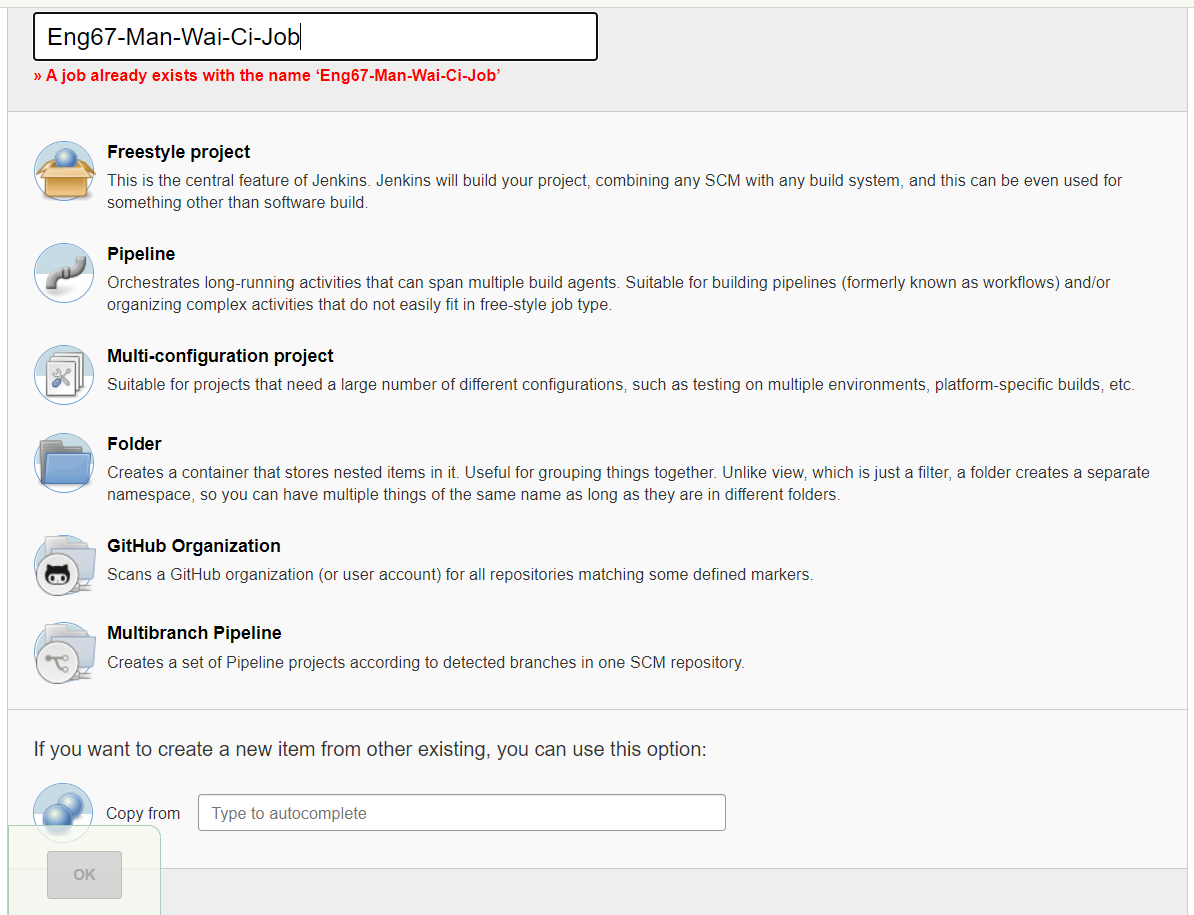 Eng67-Man-Wai-Ci-Job
» A job already exists with the name ‘Eng67-Man-Wai-Ci-Job’
Freestyle project
This is the central feature of Jenkins. Jenkins will build your project, combining any SCM with any build system, and this can be even used for
something other than software build.
Pipeline
Orchestrates long-running activities that can span multiple build agents. Suitable for building pipelines (formerly known as workflows) and/or
organizing complex activities that do not easily fit in free-style job type.
Multi-configuration project
Suitable for projects that need a large number of different configurations, such as testing on multiple environments, platform-specific builds, etc.
Folder
Creates a container that stores nested items in it. Useful for grouping things together. Unlike view, which is just a filter, a folder creates a separate
namespace, so you can have multiple things of the same name as long as they are in different folders.
GitHub Organization
Scans a GitHub organization (or user account) for all repositories matching some defined markers.
Multibranch Pipeline
Creates a set of Pipeline projects according to detected branches in one SCM repository.
If you want to create a new item from other existing, you can use this option:
Copy from Type to autocomplete
OK